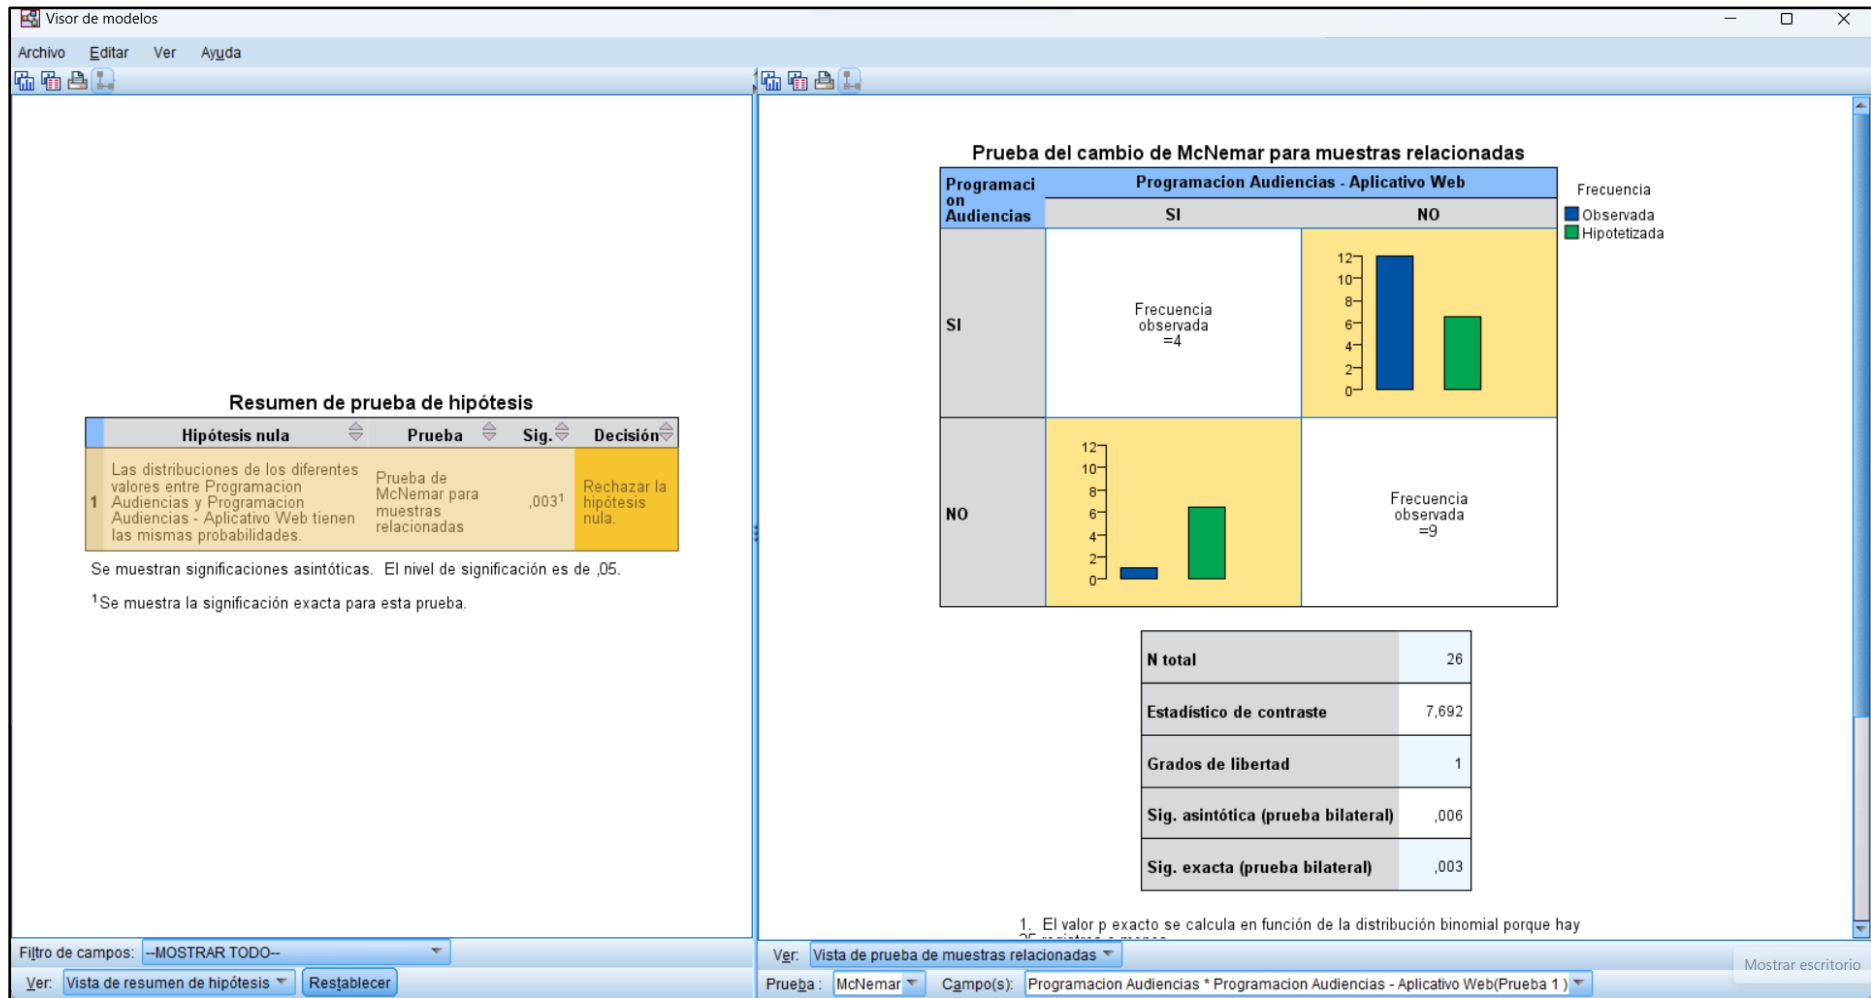 Visor de modelos
Archivo Editar Ver Ayuda
Resumen de prueba de hipótesis
Hipótesis nula Prueba Sig. Decisión
1
Las distribuciones de los diferentes
valores entre Programacion
Audiencias y Programacion
Audiencias - Aplicativo Web tienen
las mismas probabilidades.
Prueba de
McNemar para
muestras
relacionadas
,003¹
Rechazar la
hipótesis
nula.
Se muestran significaciones asintóticas. El nivel de significación es de ,05.
¹Se muestra la significación exacta para esta prueba.
Filtro de campos: --MOSTRAR TODO--
Ver: Vista de resumen de hipótesis Restablecer
Prueba del cambio de McNemar para muestras relacionadas
Programaci
on
Audiencias
Programacion Audiencias - Aplicativo Web
SI NO
Frecuencia
Observada
Hipotetizada
SI
Frecuencia
observada
=4
12
10
8
6
4
2
0
NO
12
10
8
6
4
2
0
Frecuencia
observada
=9
N total 26
Estadístico de contraste 7,692
Grados de libertad 1
Sig. asintótica (prueba bilateral) ,006
Sig. exacta (prueba bilateral) ,003
1. El valor p exacto se calcula en función de la distribución binomial porque hay
Ver: Vista de prueba de muestras relacionadas
Prueba: McNemar Campo(s): Programacion Audiencias * Programacion Audiencias - Aplicativo Web(Prueba 1 )
Mostrar escritorio